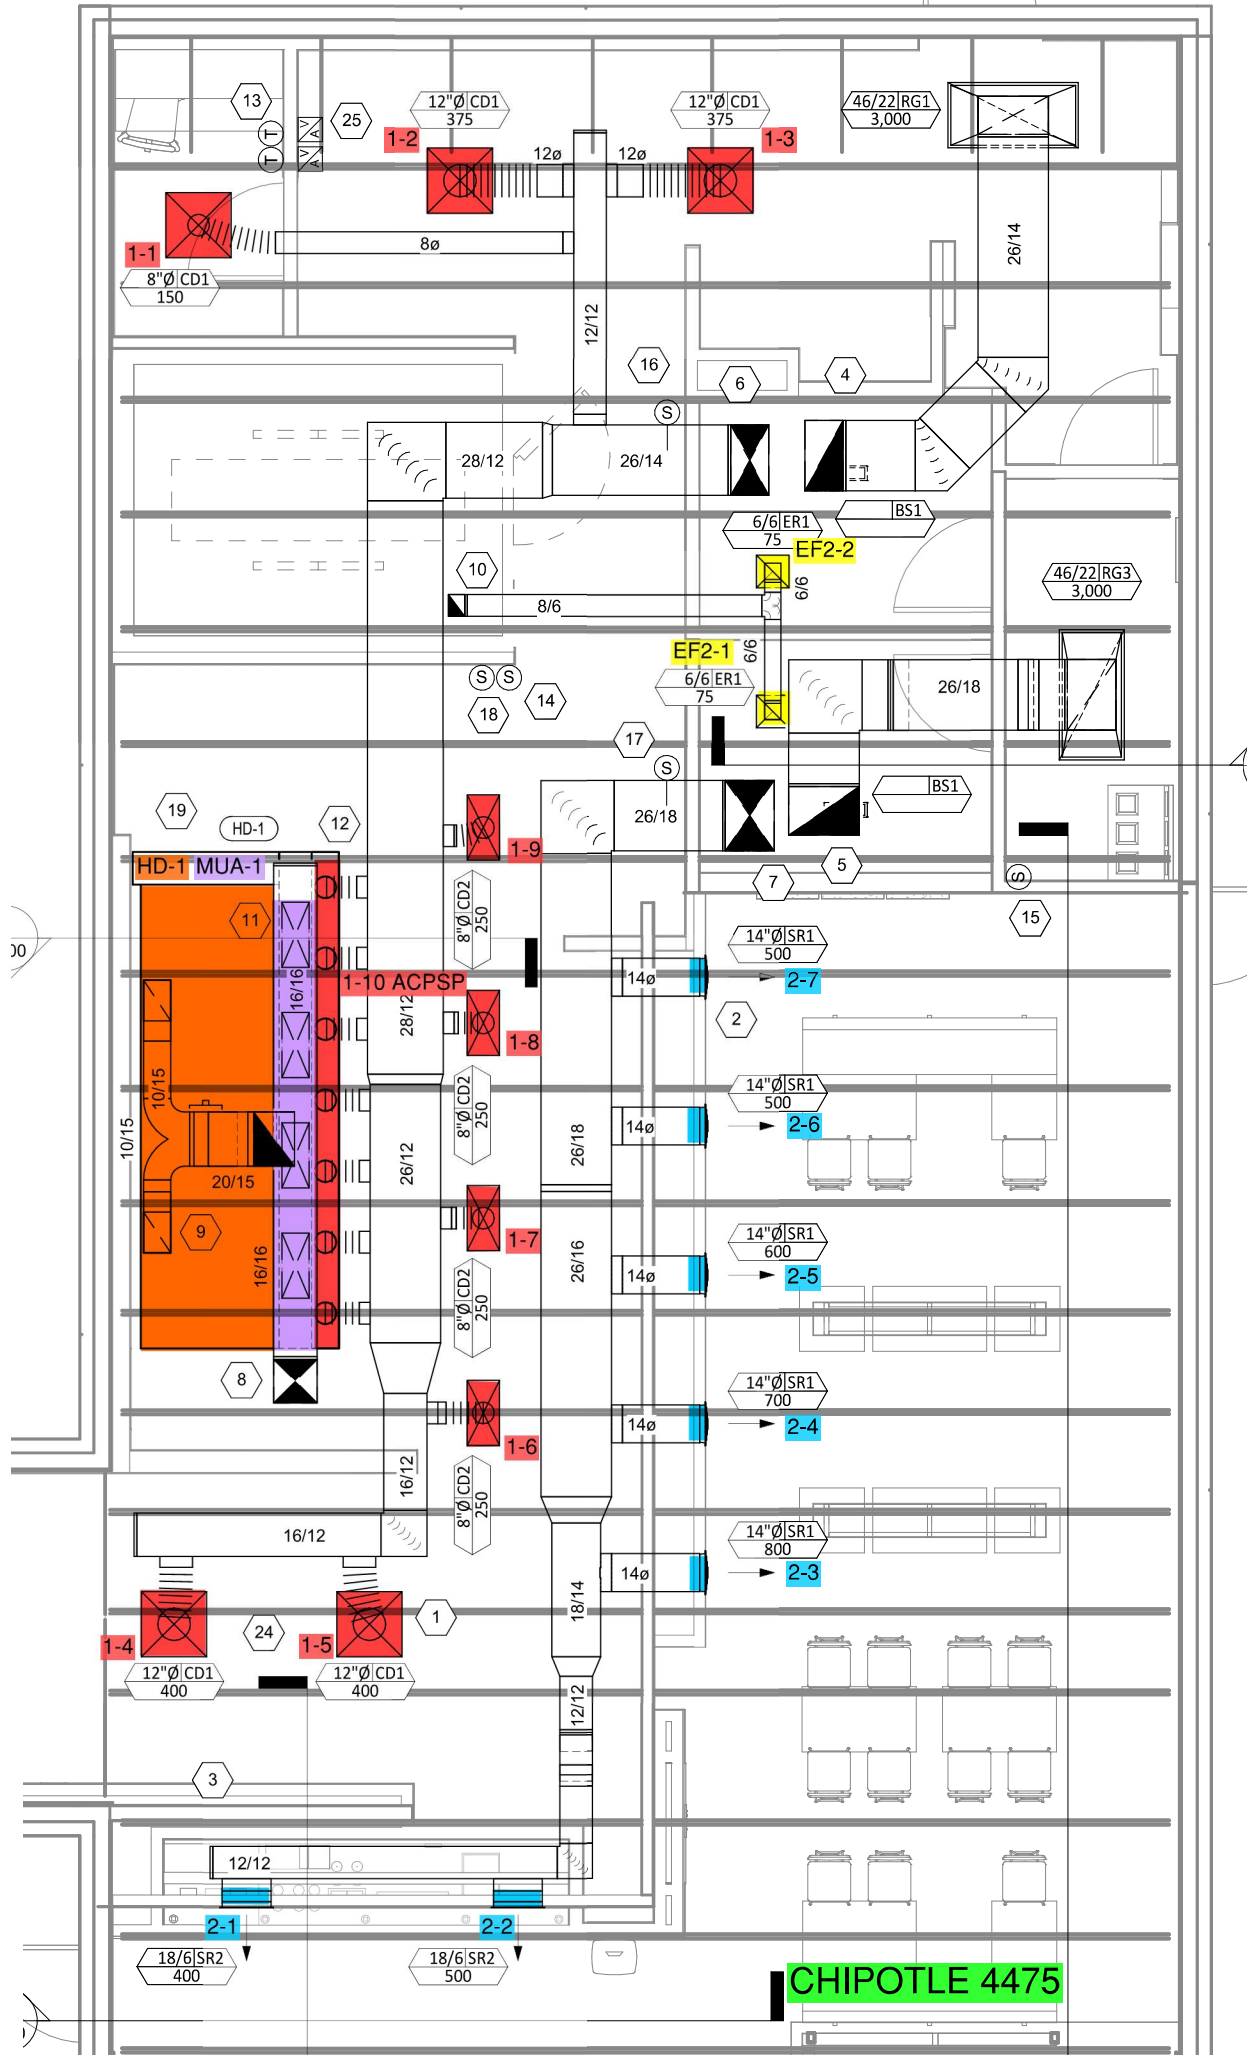 13
25
12"Ø CD1
375
12"Ø CD1
375
46/22 RG1
3,000
T
T
V
A
V
A
1-2
1-3
12ø
12ø
1-1
8ø
8"Ø CD1
150
26/14
12/12
16
6
4
S
28/12
26/14
BS1
6/6 ER1
75
EF2-2
10
8/6
6/6
46/22 RG3
3,000
EF2-1
6/6
6/6 ER1
75
S
S
18
14
26/18
17
S
26/18
BS1
19
HD-1
12
1-9
HD-1
MUA-1
7
5
S
15
11
8"Ø CD2
250
14"Ø SR1
500
00
16/16
1-10 ACPSP
14ø
2-7
28/12
1-8
2
10/15
10/15
8"Ø CD2
250
14"Ø SR1
500
14ø
2-6
26/18
26/12
20/15
9
1-7
14"Ø SR1
600
16/16
26/16
14ø
2-5
8"Ø CD2
250
8
14"Ø SR1
700
14ø
2-4
1-6
16/12
8"Ø CD2
250
16/12
14"Ø SR1
800
14ø
2-3
18/14
1-4
24
1-5
1
12"Ø CD1
400
12"Ø CD1
400
12/12
3
12/12
2-1
2-2
18/6 SR2
400
18/6 SR2
500
CHIPOTLE 4475